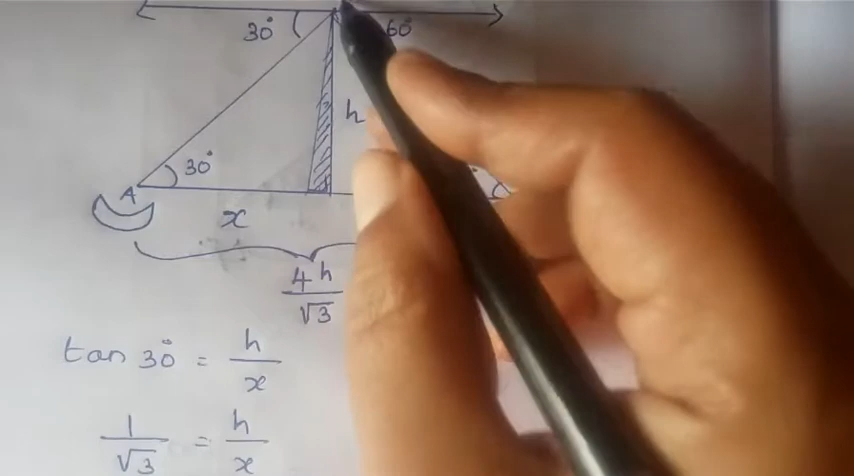 30° 60°
h
30°
A
x
4h/√3
tan 30° = h/x
1/√3 = h/x